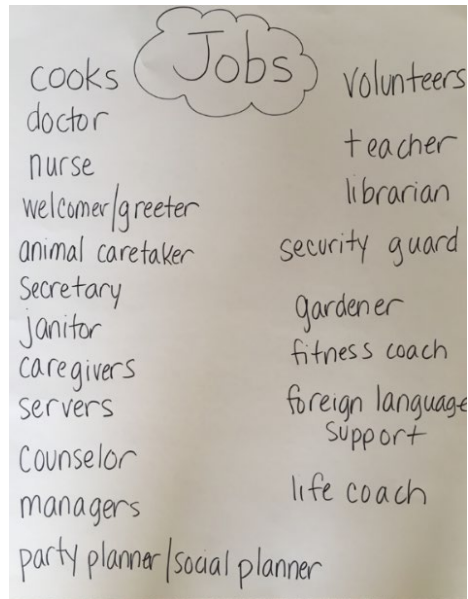 Jobs
cooks
doctor
nurse
welcomer/greeter
animal caretaker
Secretary
janitor
caregivers
servers
Counselor
managers
party planner/social planner
volunteers
teacher
librarian
security guard
gardener
fitness coach
foreign language
support
life coach